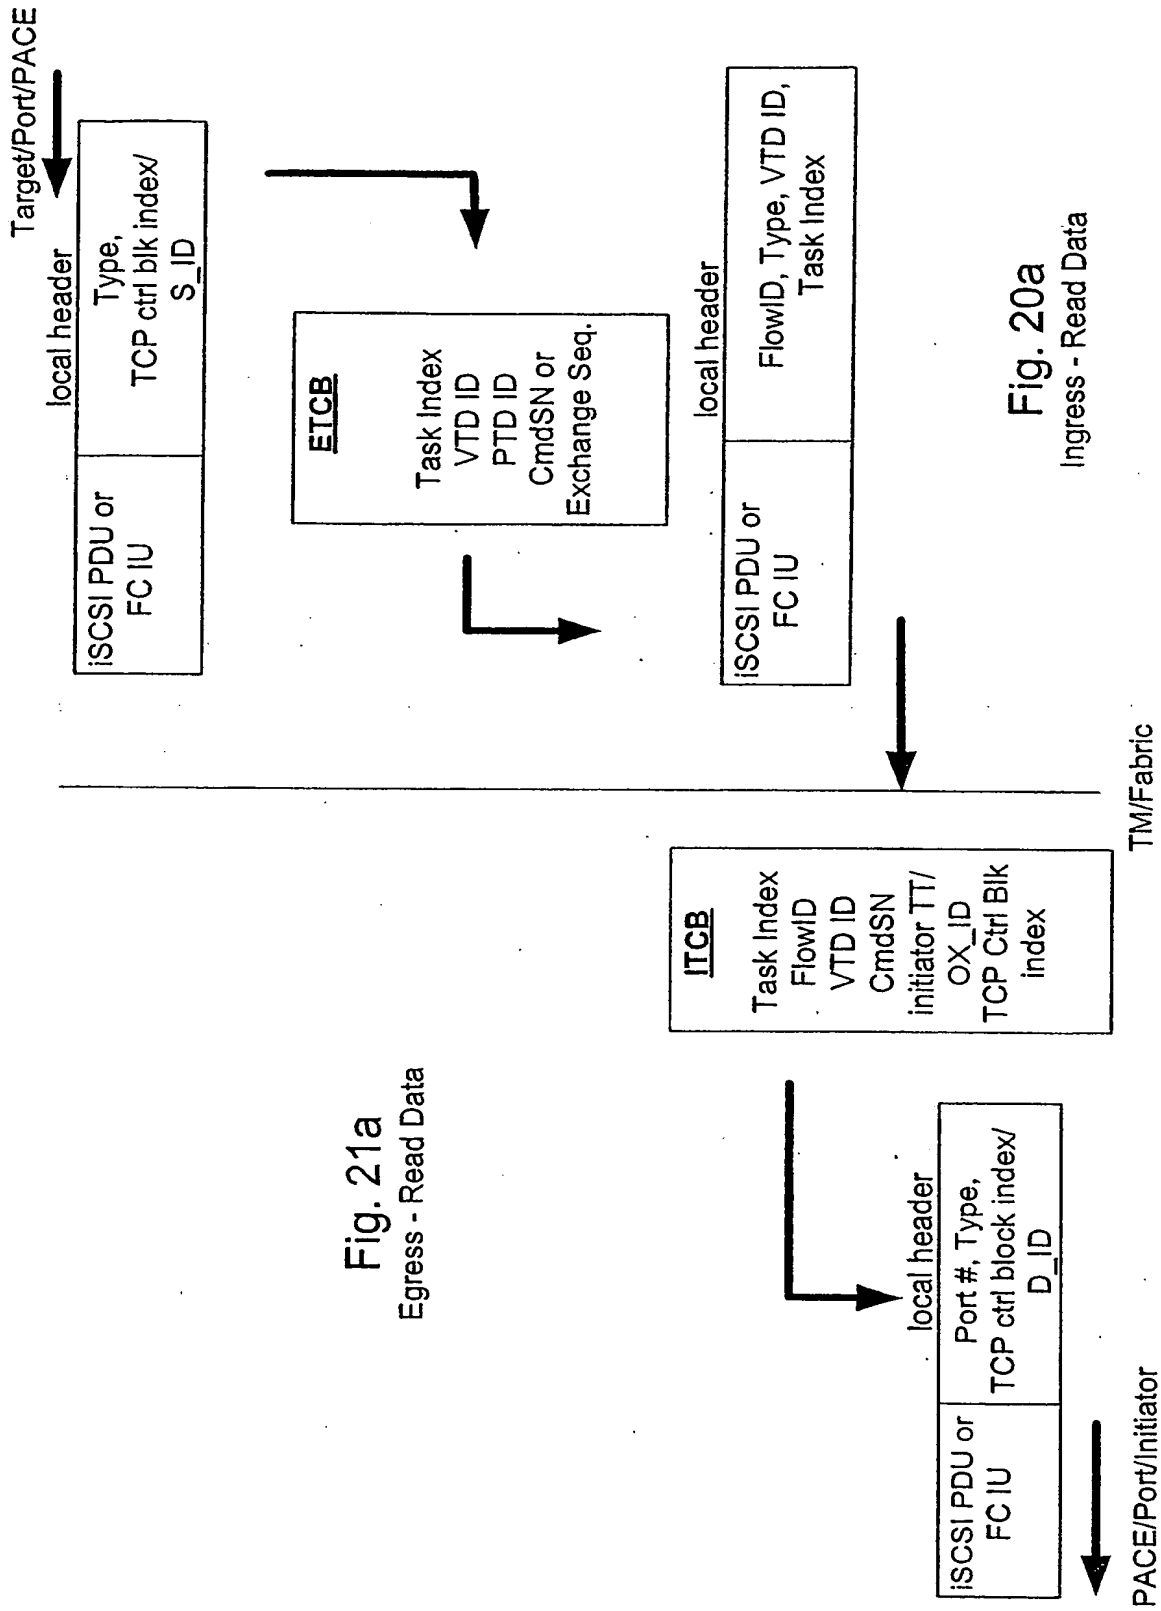 Target/Port/PACE
local header
iSCSI PDU or
FC IU
Type,
TCP ctrl blk index/
S_ID
ETCB
Task Index
VTD ID
PTD ID
CmdSN or
Exchange Seq.
local header
iSCSI PDU or
FC IU
FlowID, Type, VTD ID,
Task Index
Fig. 20a
Ingress - Read Data
TM/Fabric
ITCB
Task Index
FlowID
VTD ID
CmdSN
initiator TT/
OX_ID
TCP Ctrl Blk
index
Fig. 21a
Egress - Read Data
local header
iSCSI PDU or
FC IU
Port #, Type,
TCP ctrl block index/
D_ID
PACE/Port/Initiator